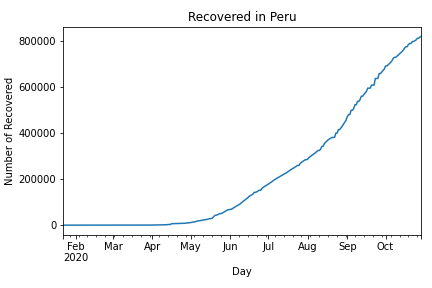 Recovered in Peru
Number of Recovered
800000
600000
400000
200000
0
Feb Mar Apr May Jun Jul Aug Sep Oct
2020
Day